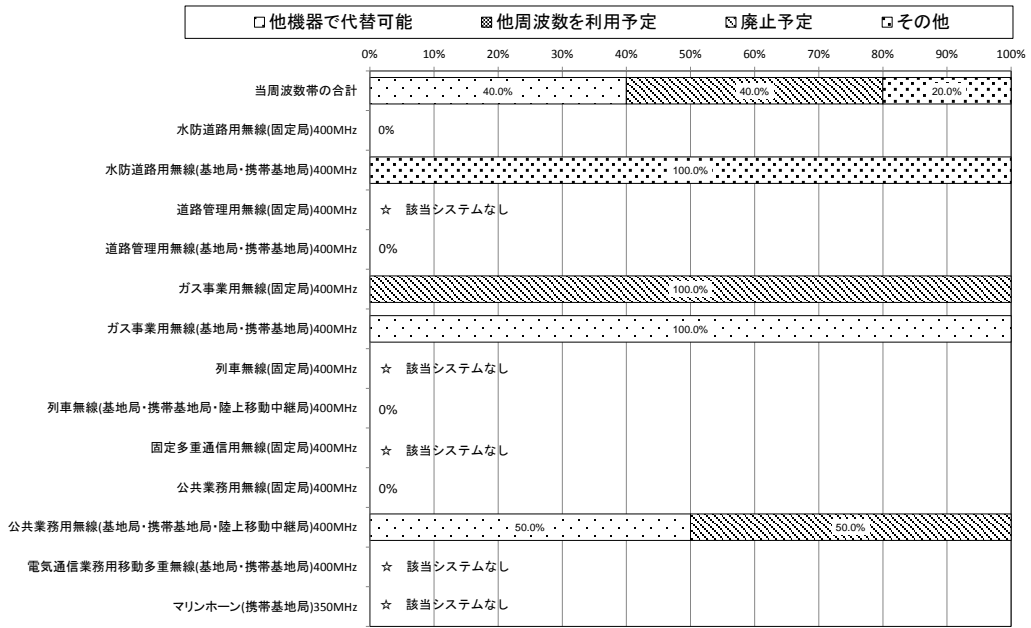 他機器で代替可能 他周波数を利用予定 廃止予定 その他
0% 10% 20% 30% 40% 50% 60% 70% 80% 90% 100%
当周波数帯の合計 40.0% 40.0% 20.0%
水防道路用無線(固定局)400MHz 0%
水防道路用無線(基地局・携帯基地局)400MHz 100.0%
道路管理用無線(固定局)400MHz ☆ 該当システムなし
道路管理用無線(基地局・携帯基地局)400MHz 0%
ガス事業用無線(固定局)400MHz 100.0%
ガス事業用無線(基地局・携帯基地局)400MHz 100.0%
列車無線(固定局)400MHz ☆ 該当システムなし
列車無線(基地局・携帯基地局・陸上移動中継局)400MHz 0%
固定多重通信用無線(固定局)400MHz ☆ 該当システムなし
公共業務用無線(固定局)400MHz 0%
公共業務用無線(基地局・携帯基地局・陸上移動中継局)400MHz 50.0% 50.0%
電気通信業務用移動多重無線(基地局・携帯基地局)400MHz ☆ 該当システムなし
マリンホーン(携帯基地局)350MHz ☆ 該当システムなし